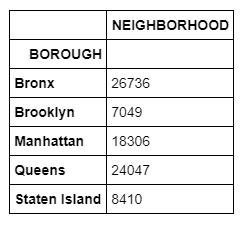 NEIGHBORHOOD
BOROUGH
Bronx 26736
Brooklyn 7049
Manhattan 18306
Queens 24047
Staten Island 8410